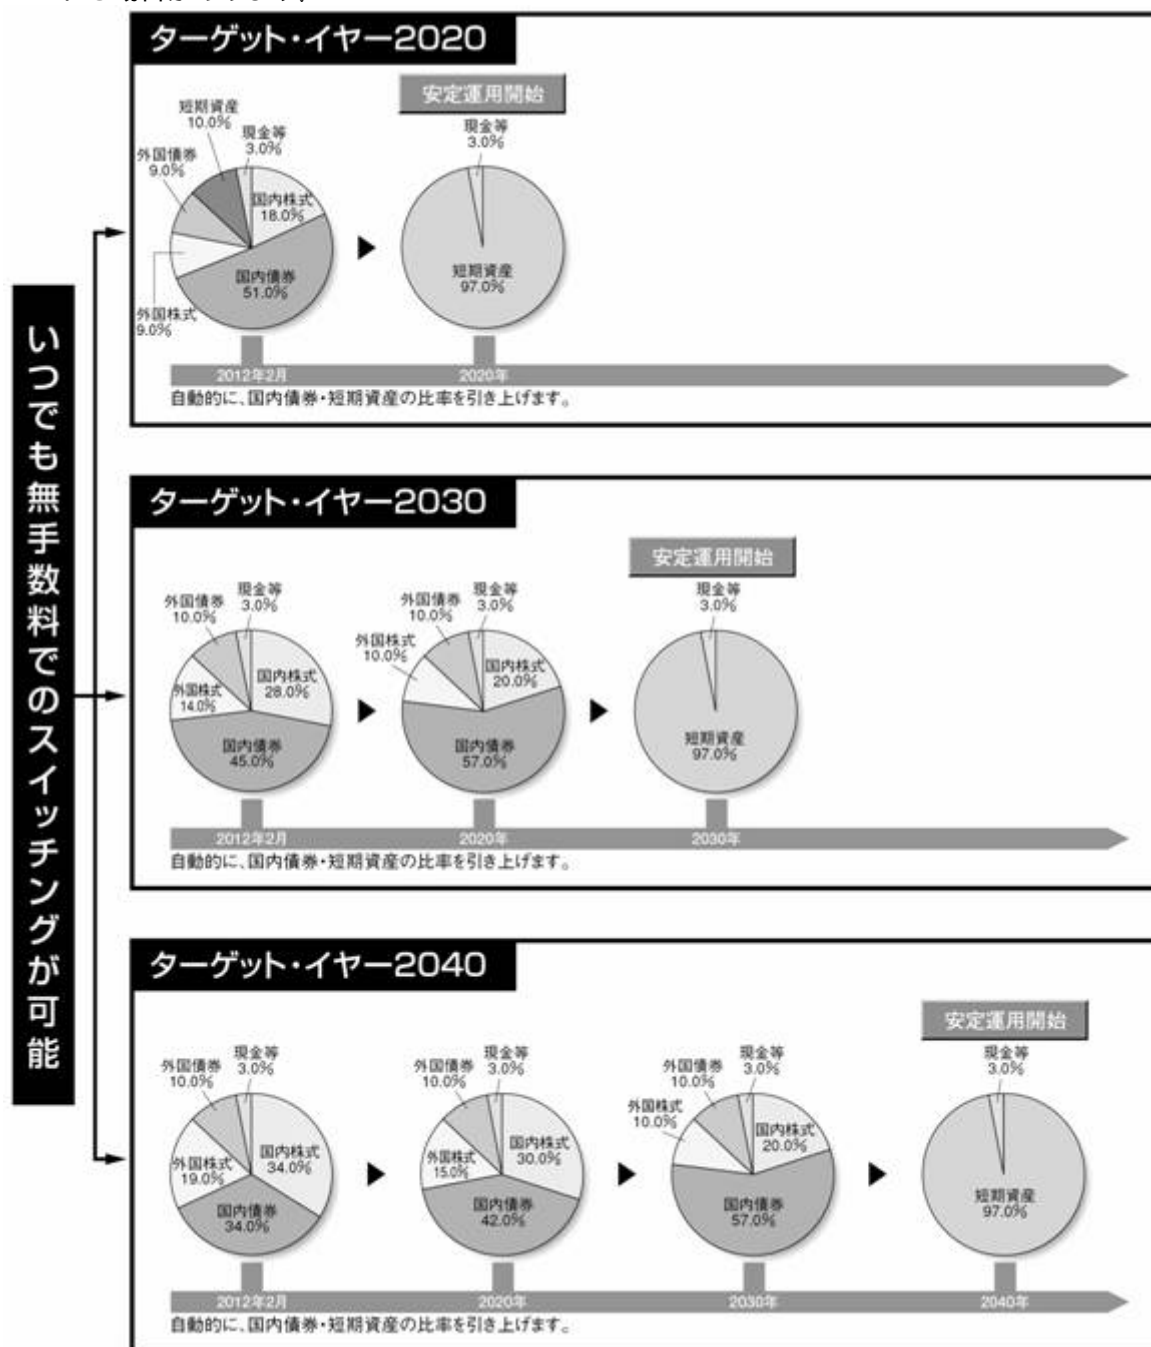 いつでも無手数料でのスイッチングが可能
ターゲット・イヤー2020
安定運用開始
短期資産
10.0%
現金等
3.0%
外国債券
9.0%
国内株式
18.0%
国内債券
51.0%
外国株式
9.0%
現金等
3.0%
短期資産
97.0%
2012年2月
2020年
自動的に、国内債券・短期資産の比率を引き上げます。
ターゲット・イヤー2030
安定運用開始
外国債券
10.0%
現金等
3.0%
国内株式
28.0%
外国株式
14.0%
国内債券
45.0%
外国債券
10.0%
現金等
3.0%
外国株式
10.0%
国内株式
20.0%
国内債券
57.0%
現金等
3.0%
短期資産
97.0%
2012年2月
2020年
2030年
自動的に、国内債券・短期資産の比率を引き上げます。
ターゲット・イヤー2040
安定運用開始
外国債券
10.0%
現金等
3.0%
国内株式
34.0%
外国株式
19.0%
国内債券
34.0%
外国債券
10.0%
現金等
3.0%
国内株式
30.0%
外国株式
15.0%
国内債券
42.0%
外国債券
10.0%
現金等
3.0%
外国株式
10.0%
国内株式
20.0%
国内債券
57.0%
現金等
3.0%
短期資産
97.0%
2012年2月
2020年
2030年
2040年
自動的に、国内債券・短期資産の比率を引き上げます。